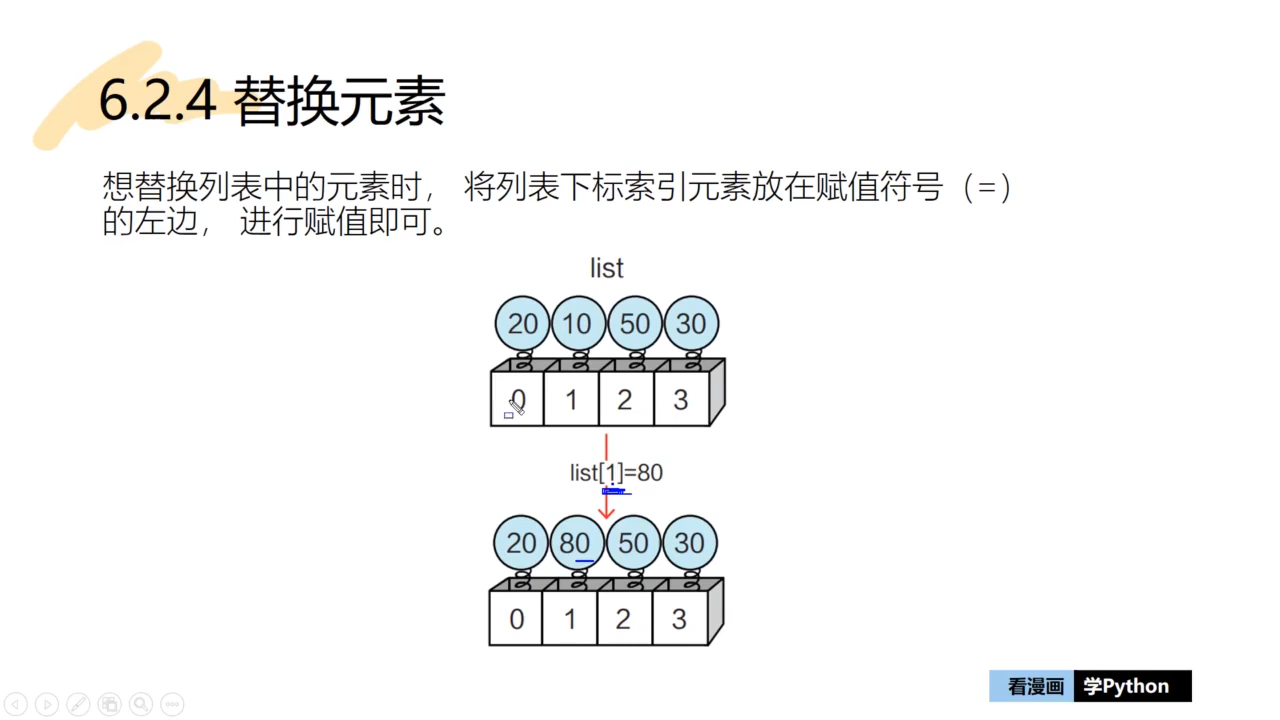 6.2.4 替换元素
想替换列表中的元素时， 将列表下标索引元素放在赋值符号（=）
的左边， 进行赋值即可。
list
20 10 50 30
0 1 2 3
list[1]=80
20 80 50 30
0 1 2 3
看漫画 学Python